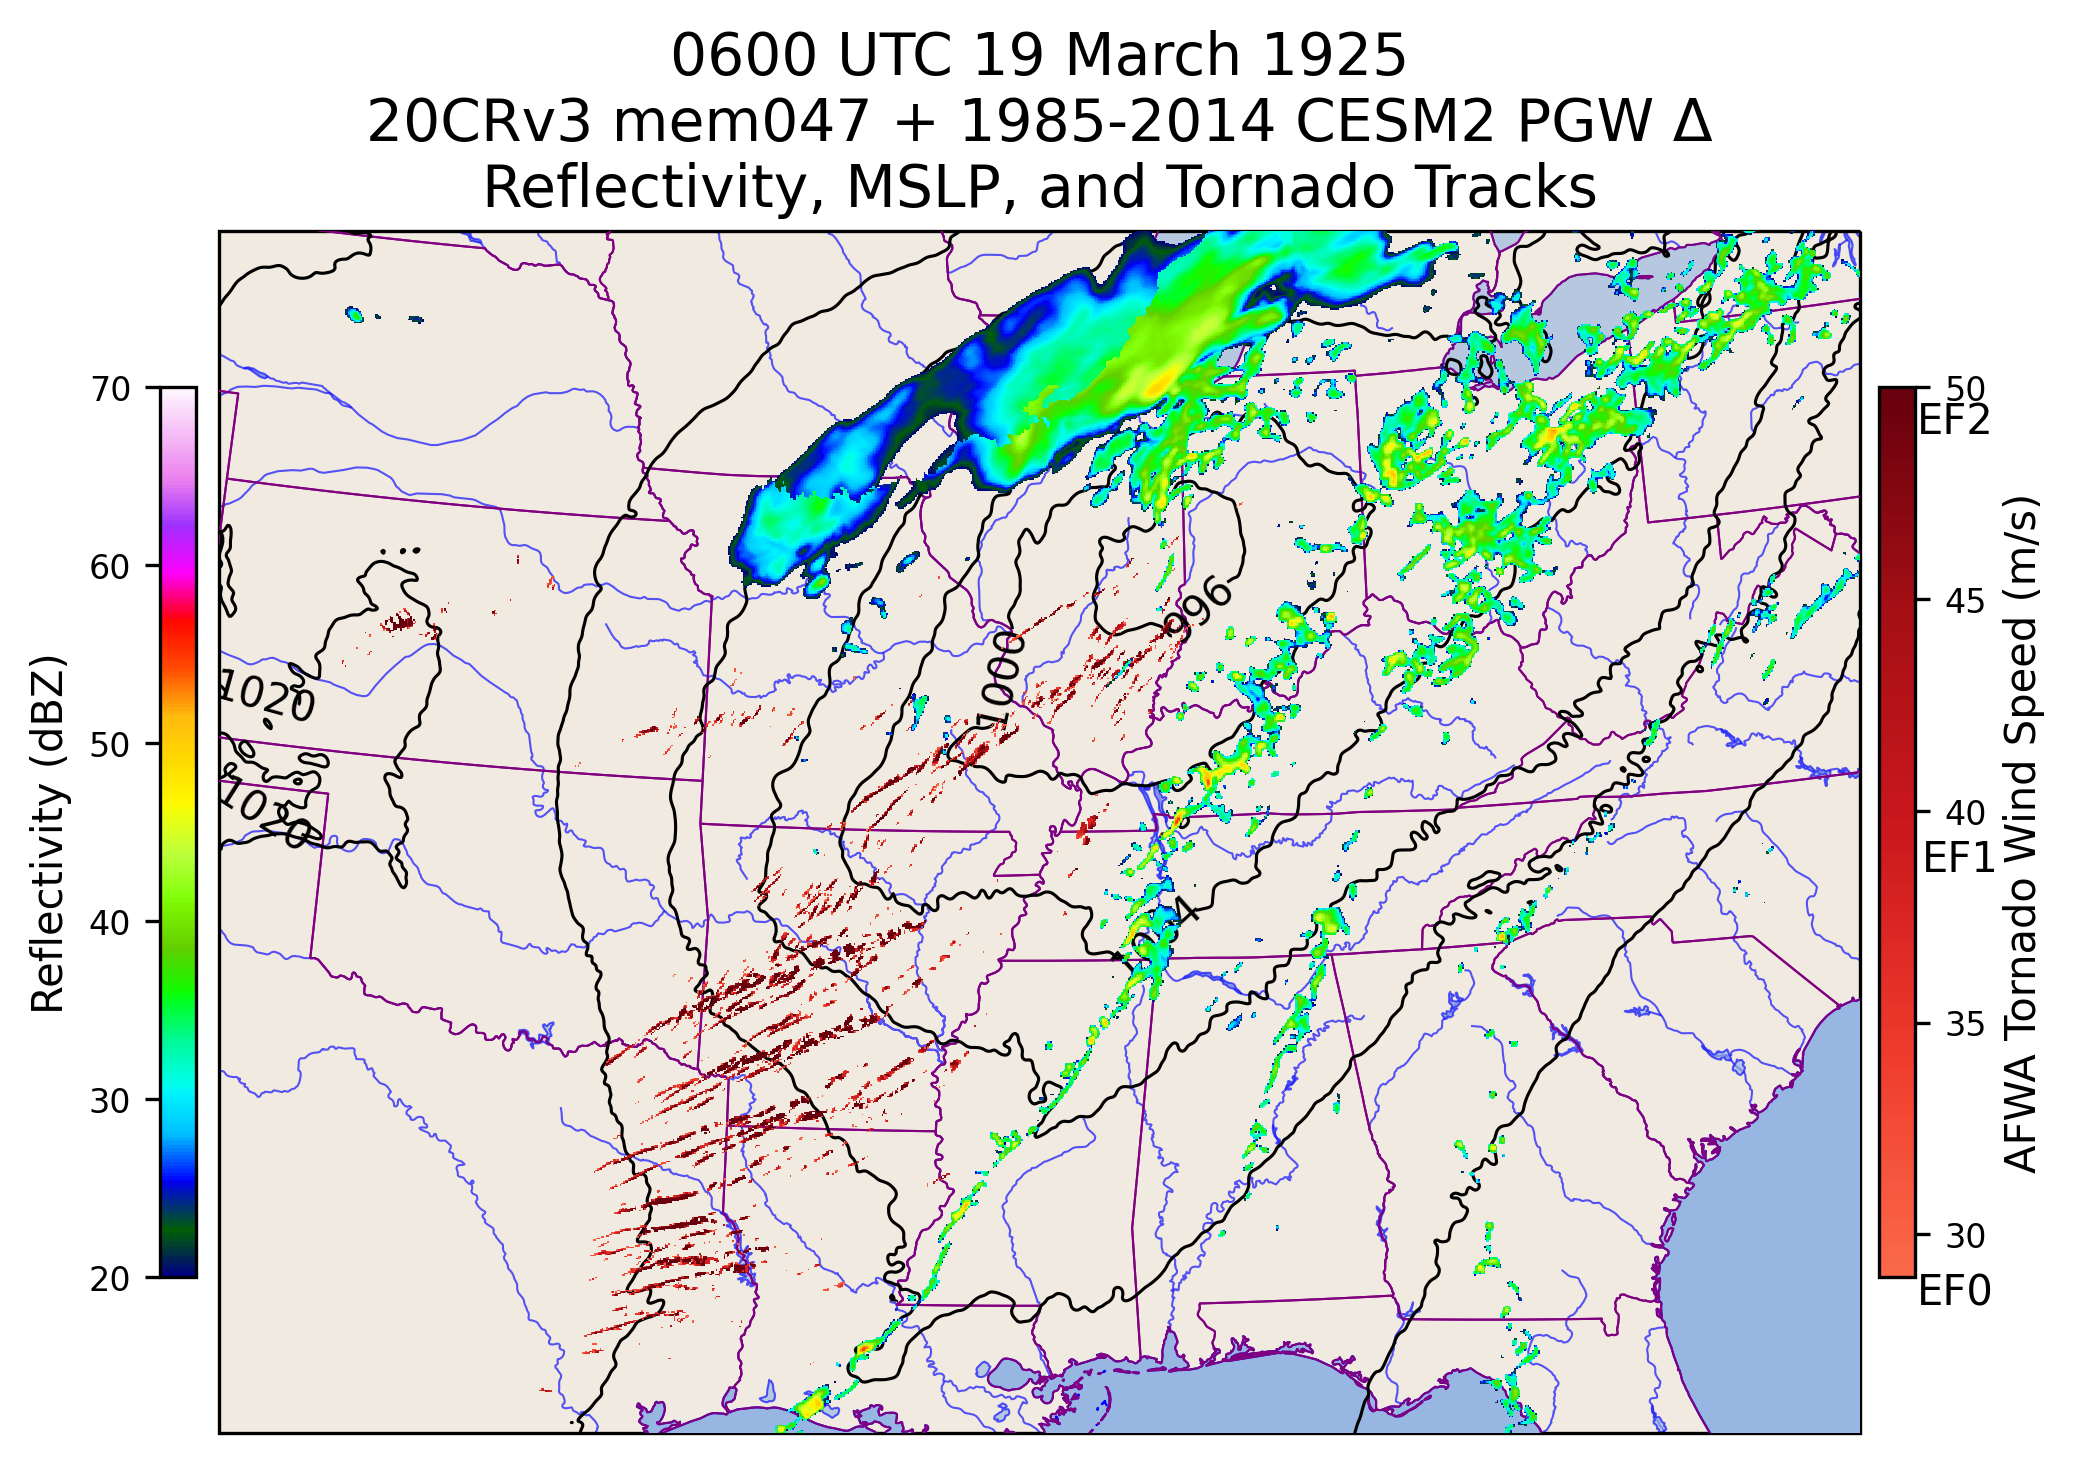 0600 UTC 19 March 1925
20CRv3 mem047 + 1985-2014 CESM2 PGW Δ
Reflectivity, MSLP, and Tornado Tracks
70
60
50
40
30
20
Reflectivity (dBZ)
1020
1020
1000
996
50
EF2
45
40
EF1
35
30
EF0
AFWA Tornado Wind Speed (m/s)